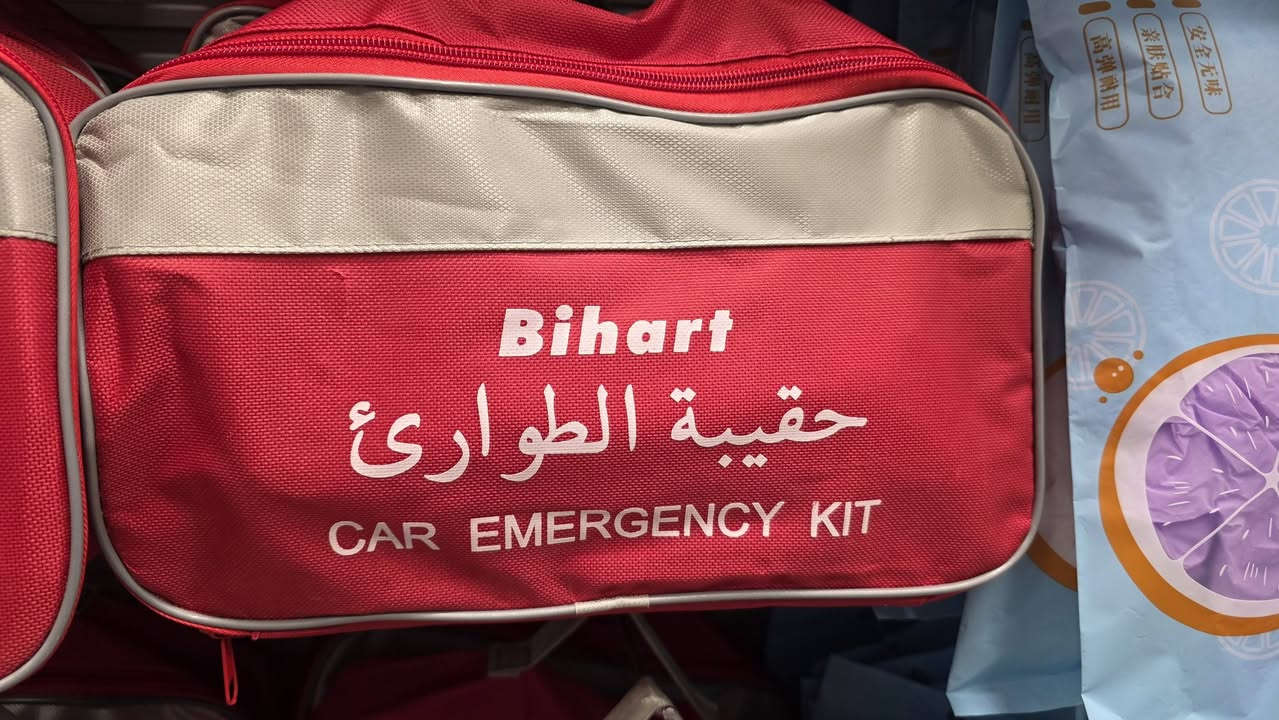 Bihart
حقيبة الطوارئ
CAR EMERGENCY KIT
安全无味
亲肤贴合
高弹耐用